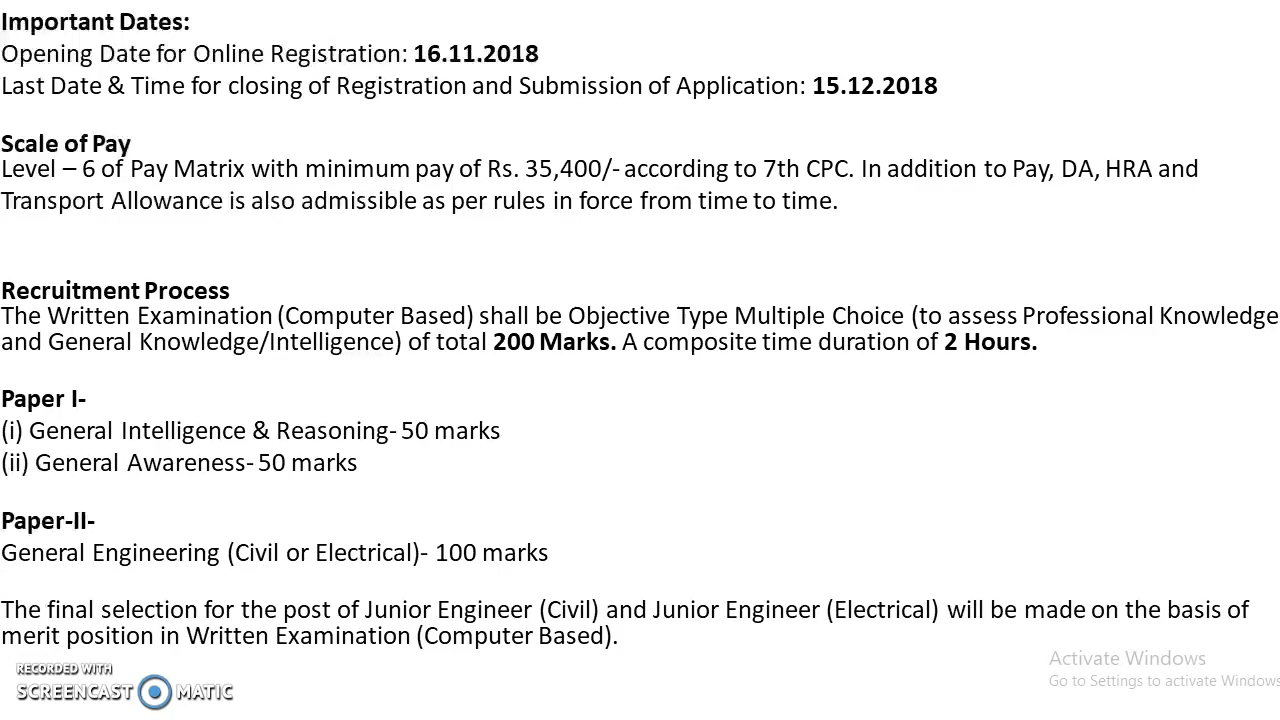 Important Dates:
Opening Date for Online Registration: 16.11.2018
Last Date & Time for closing of Registration and Submission of Application: 15.12.2018
Scale of Pay
Level – 6 of Pay Matrix with minimum pay of Rs. 35,400/- according to 7th CPC. In addition to Pay, DA, HRA and
Transport Allowance is also admissible as per rules in force from time to time.
Recruitment Process
The Written Examination (Computer Based) shall be Objective Type Multiple Choice (to assess Professional Knowledge
and General Knowledge/Intelligence) of total 200 Marks. A composite time duration of 2 Hours.
Paper I-
(i) General Intelligence & Reasoning- 50 marks
(ii) General Awareness- 50 marks
Paper-II-
General Engineering (Civil or Electrical)- 100 marks
The final selection for the post of Junior Engineer (Civil) and Junior Engineer (Electrical) will be made on the basis of
merit position in Written Examination (Computer Based).
RECORDED WITH
SCREENCAST MATIC
Activate Windows
Go to Settings to activate Windows